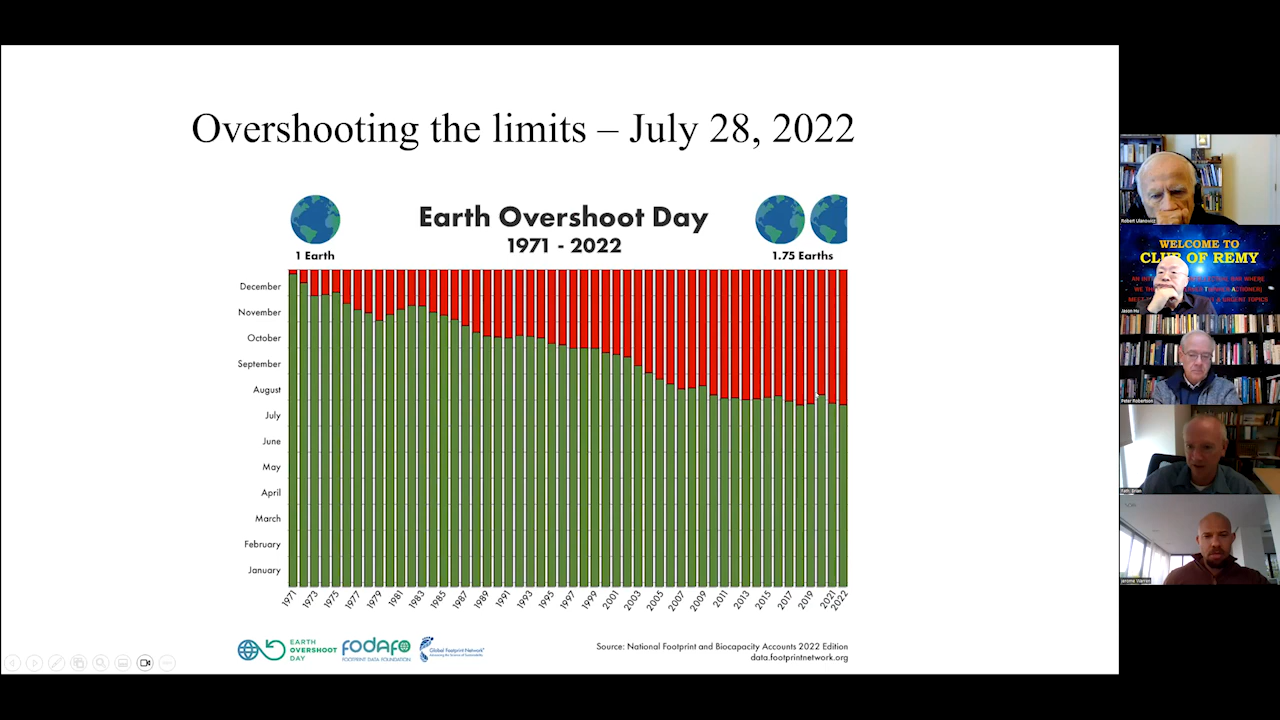 Overshooting the limits – July 28, 2022
Earth Overshoot Day
1971 - 2022
1 Earth
1.75 Earths
December
November
October
September
August
July
June
May
April
March
February
January
1971
1973
1975
1977
1979
1981
1983
1985
1987
1989
1991
1993
1995
1997
1999
2001
2003
2005
2007
2009
2011
2013
2015
2017
2019
2021
2022
EARTH
OVERSHOOT
DAY
FODAFO
FOOTPRINT DATA FOUNDATION
Global Footprint Network
Source: National Footprint and Biocapacity Accounts 2022 Edition
data.footprintnetwork.org
Robert Ulanowicz
WELCOME TO
CLUB OF REMY
Jason Hu
Peter Robertson
Fath, Brian
Jerome Warren